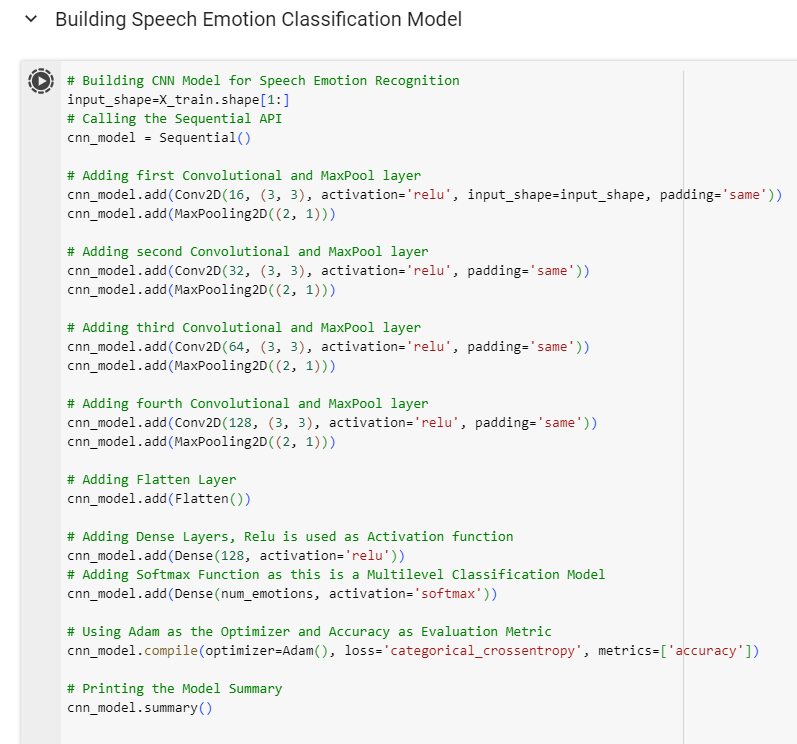 Building Speech Emotion Classification Model
# Building CNN Model for Speech Emotion Recognition
input_shape=X_train.shape[1:]
# Calling the Sequential API
cnn_model = Sequential()
# Adding first Convolutional and MaxPool layer
cnn_model.add(Conv2D(16, (3, 3), activation='relu', input_shape=input_shape, padding='same'))
cnn_model.add(MaxPooling2D((2, 1)))
# Adding second Convolutional and MaxPool layer
cnn_model.add(Conv2D(32, (3, 3), activation='relu', padding='same'))
cnn_model.add(MaxPooling2D((2, 1)))
# Adding third Convolutional and MaxPool layer
cnn_model.add(Conv2D(64, (3, 3), activation='relu', padding='same'))
cnn_model.add(MaxPooling2D((2, 1)))
# Adding fourth Convolutional and MaxPool layer
cnn_model.add(Conv2D(128, (3, 3), activation='relu', padding='same'))
cnn_model.add(MaxPooling2D((2, 1)))
# Adding Flatten Layer
cnn_model.add(Flatten())
# Adding Dense Layers, Relu is used as Activation function
cnn_model.add(Dense(128, activation='relu'))
# Adding Softmax Function as this is a Multilevel Classification Model
cnn_model.add(Dense(num_emotions, activation='softmax'))
# Using Adam as the Optimizer and Accuracy as Evaluation Metric
cnn_model.compile(optimizer=Adam(), loss='categorical_crossentropy', metrics=['accuracy'])
# Printing the Model Summary
cnn_model.summary()